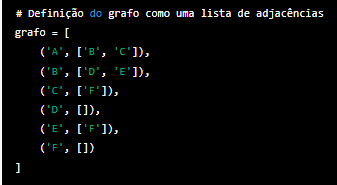 # Definição do grafo como uma lista de adjacências
grafo = [
    ('A', ['B', 'C']),
    ('B', ['D', 'E']),
    ('C', ['F']),
    ('D', []),
    ('E', ['F']),
    ('F', [])
]